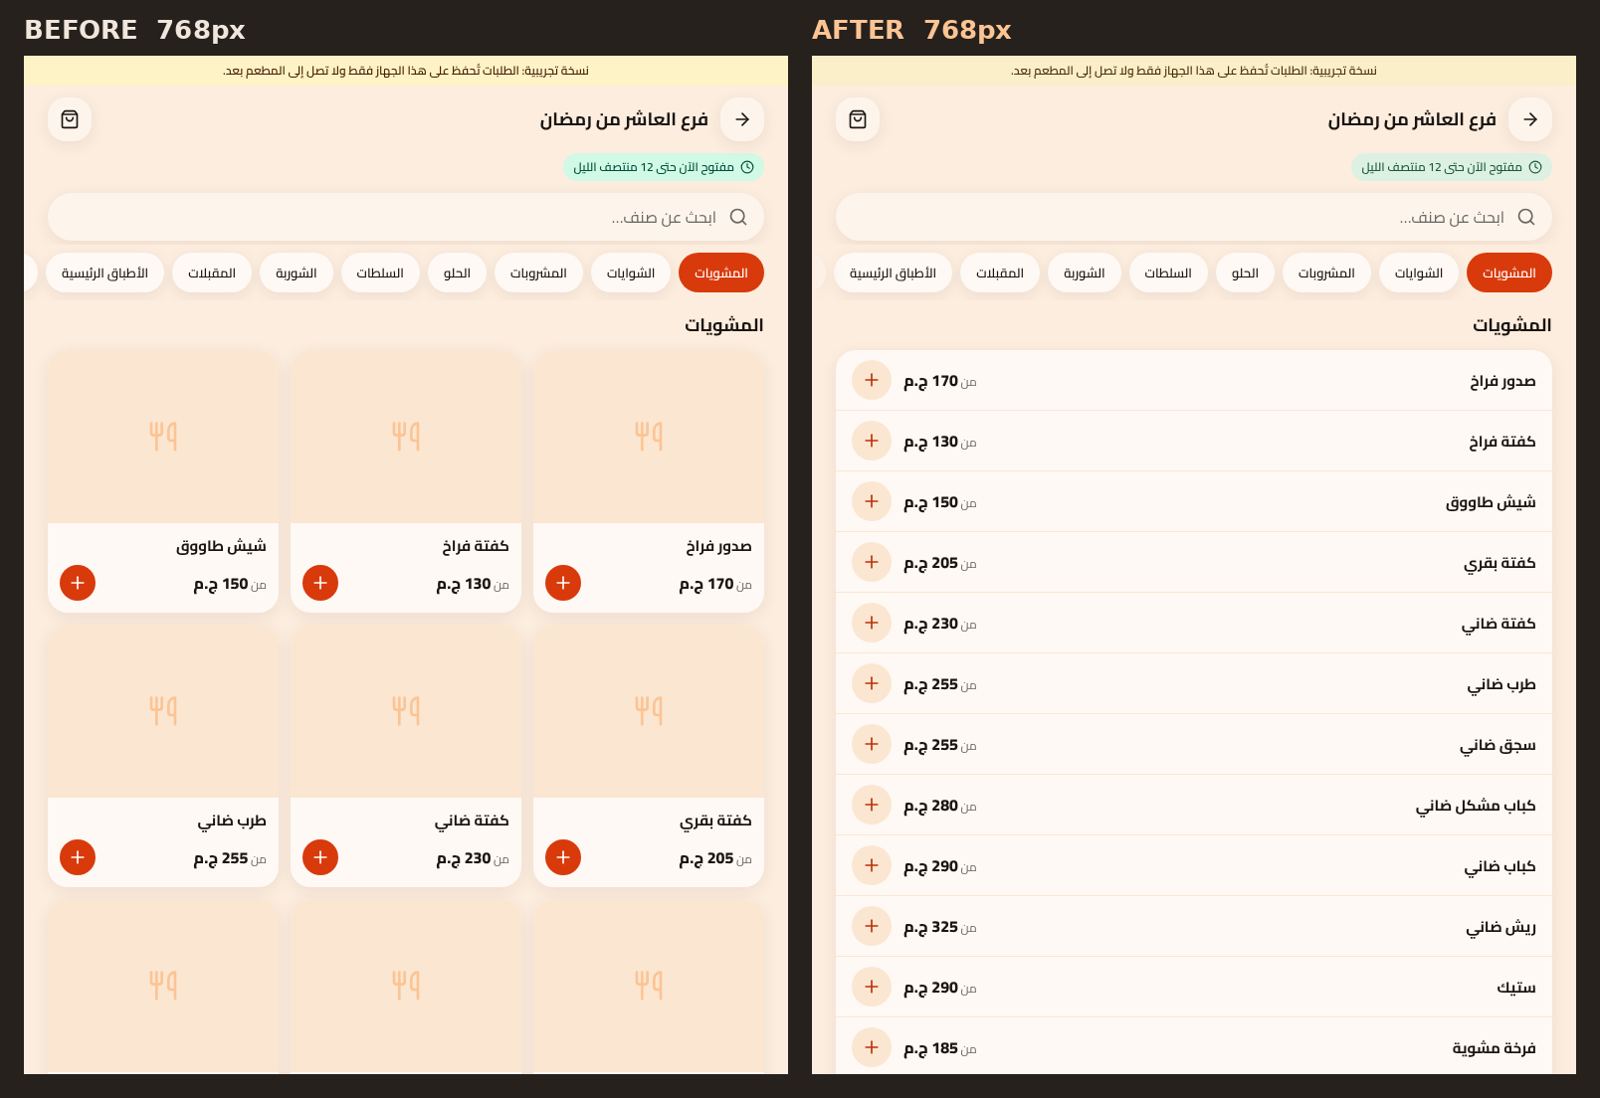 BEFORE 768px
نسخة تجريبية: الطلبات تُحفظ على هذا الجهاز فقط ولا تصل إلى المطعم بعد.
فرع العاشر من رمضان
مفتوح الآن حتى 12 منتصف الليل
ابحث عن صنف...
المشويات
الشوايات
المشروبات
الحلو
السلطات
الشوربة
المقبلات
الأطباق الرئيسية
المشويات
صدور فراخ
من 170 ج.م
كفتة فراخ
من 130 ج.م
شيش طاووق
من 150 ج.م
كفتة بقري
من 205 ج.م
كفتة ضاني
من 230 ج.م
طرب ضاني
من 255 ج.م
AFTER 768px
نسخة تجريبية: الطلبات تُحفظ على هذا الجهاز فقط ولا تصل إلى المطعم بعد.
فرع العاشر من رمضان
مفتوح الآن حتى 12 منتصف الليل
ابحث عن صنف...
المشويات
الشوايات
المشروبات
الحلو
السلطات
الشوربة
المقبلات
الأطباق الرئيسية
المشويات
صدور فراخ من 170 ج.م
كفتة فراخ من 130 ج.م
شيش طاووق من 150 ج.م
كفتة بقري من 205 ج.م
كفتة ضاني من 230 ج.م
طرب ضاني من 255 ج.م
سجق ضاني من 255 ج.م
كباب مشكل ضاني من 280 ج.م
كباب ضاني من 290 ج.م
ريش ضاني من 325 ج.م
ستيك من 290 ج.م
فرخة مشوية من 185 ج.م